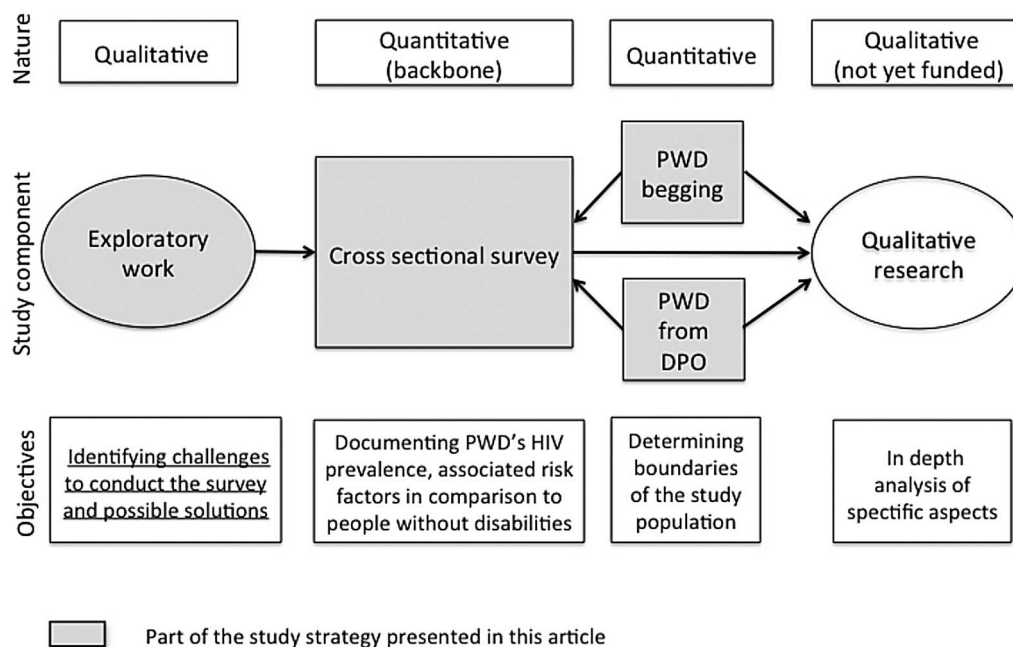 Nature
Qualitative
Quantitative
(backbone)
Quantitative
Qualitative
(not yet funded)
Study component
Exploratory
work
Cross sectional survey
PWD
begging
PWD
from
DPO
Qualitative
research
Objectives
Identifying challenges
to conduct the survey
and possible solutions
Documenting PWD's HIV
prevalence, associated risk
factors in comparison to
people without disabilities
Determining
boundaries
of the study
population
In depth
analysis of
spectific aspects
Part of the study strategy presented in this article